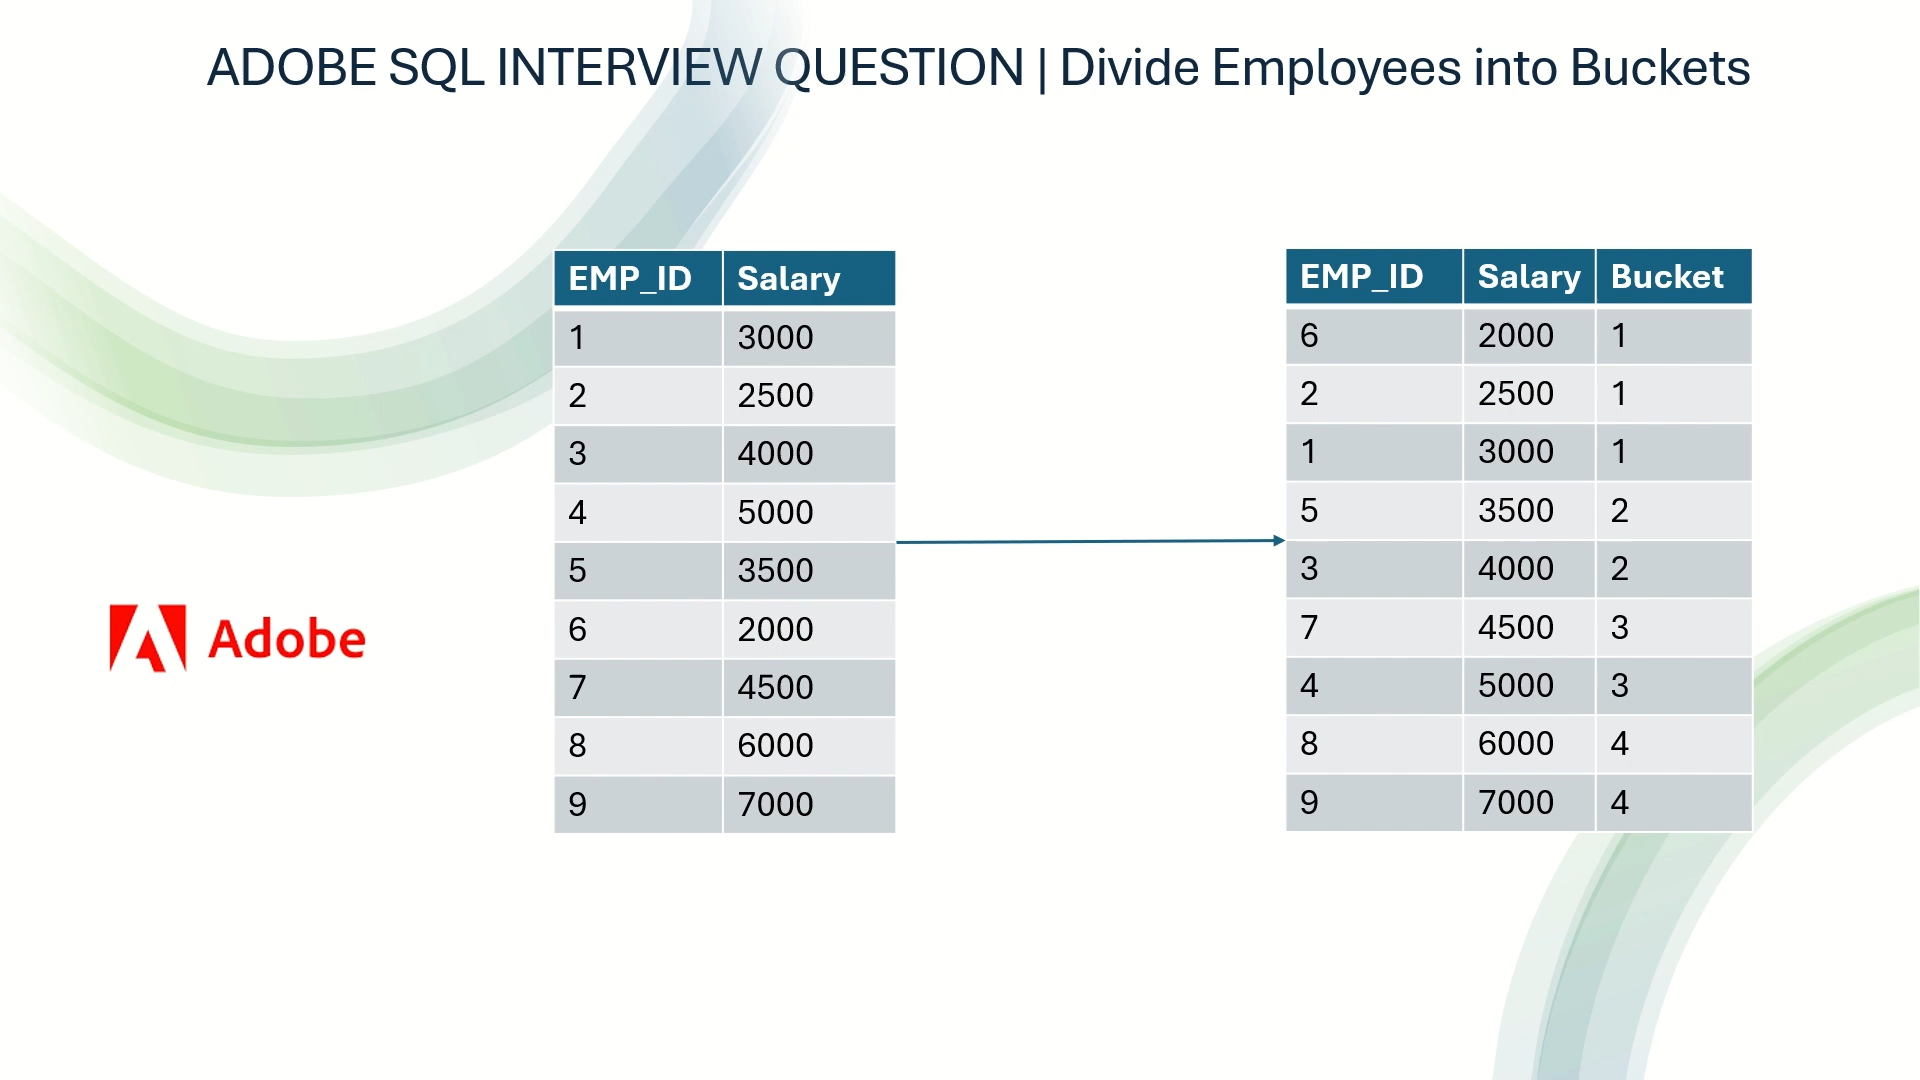 ADOBE SQL INTERVIEW QUESTION | Divide Employees into Buckets
EMP_ID Salary
1 3000
2 2500
3 4000
4 5000
5 3500
6 2000
7 4500
8 6000
9 7000
EMP_ID Salary Bucket
6 2000 1
2 2500 1
1 3000 1
5 3500 2
3 4000 2
7 4500 3
4 5000 3
8 6000 4
9 7000 4
Adobe